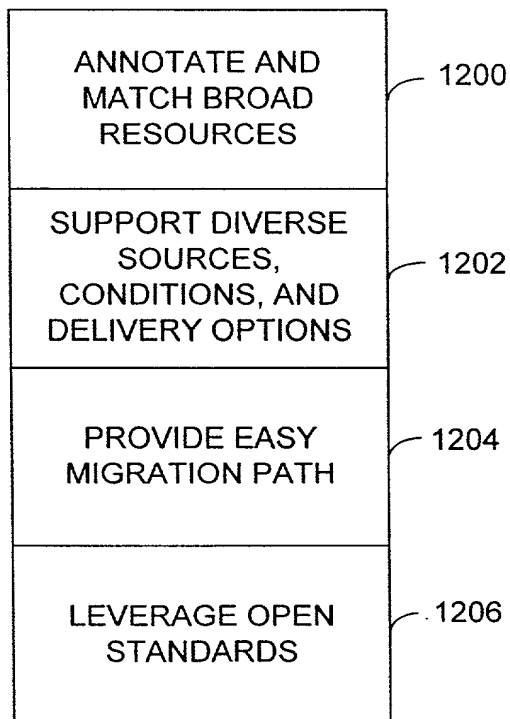 ANNOTATE AND
MATCH BROAD
RESOURCES
1200
SUPPORT DIVERSE
SOURCES,
CONDITIONS, AND
DELIVERY OPTIONS
1202
PROVIDE EASY
MIGRATION PATH
1204
LEVERAGE OPEN
STANDARDS
1206